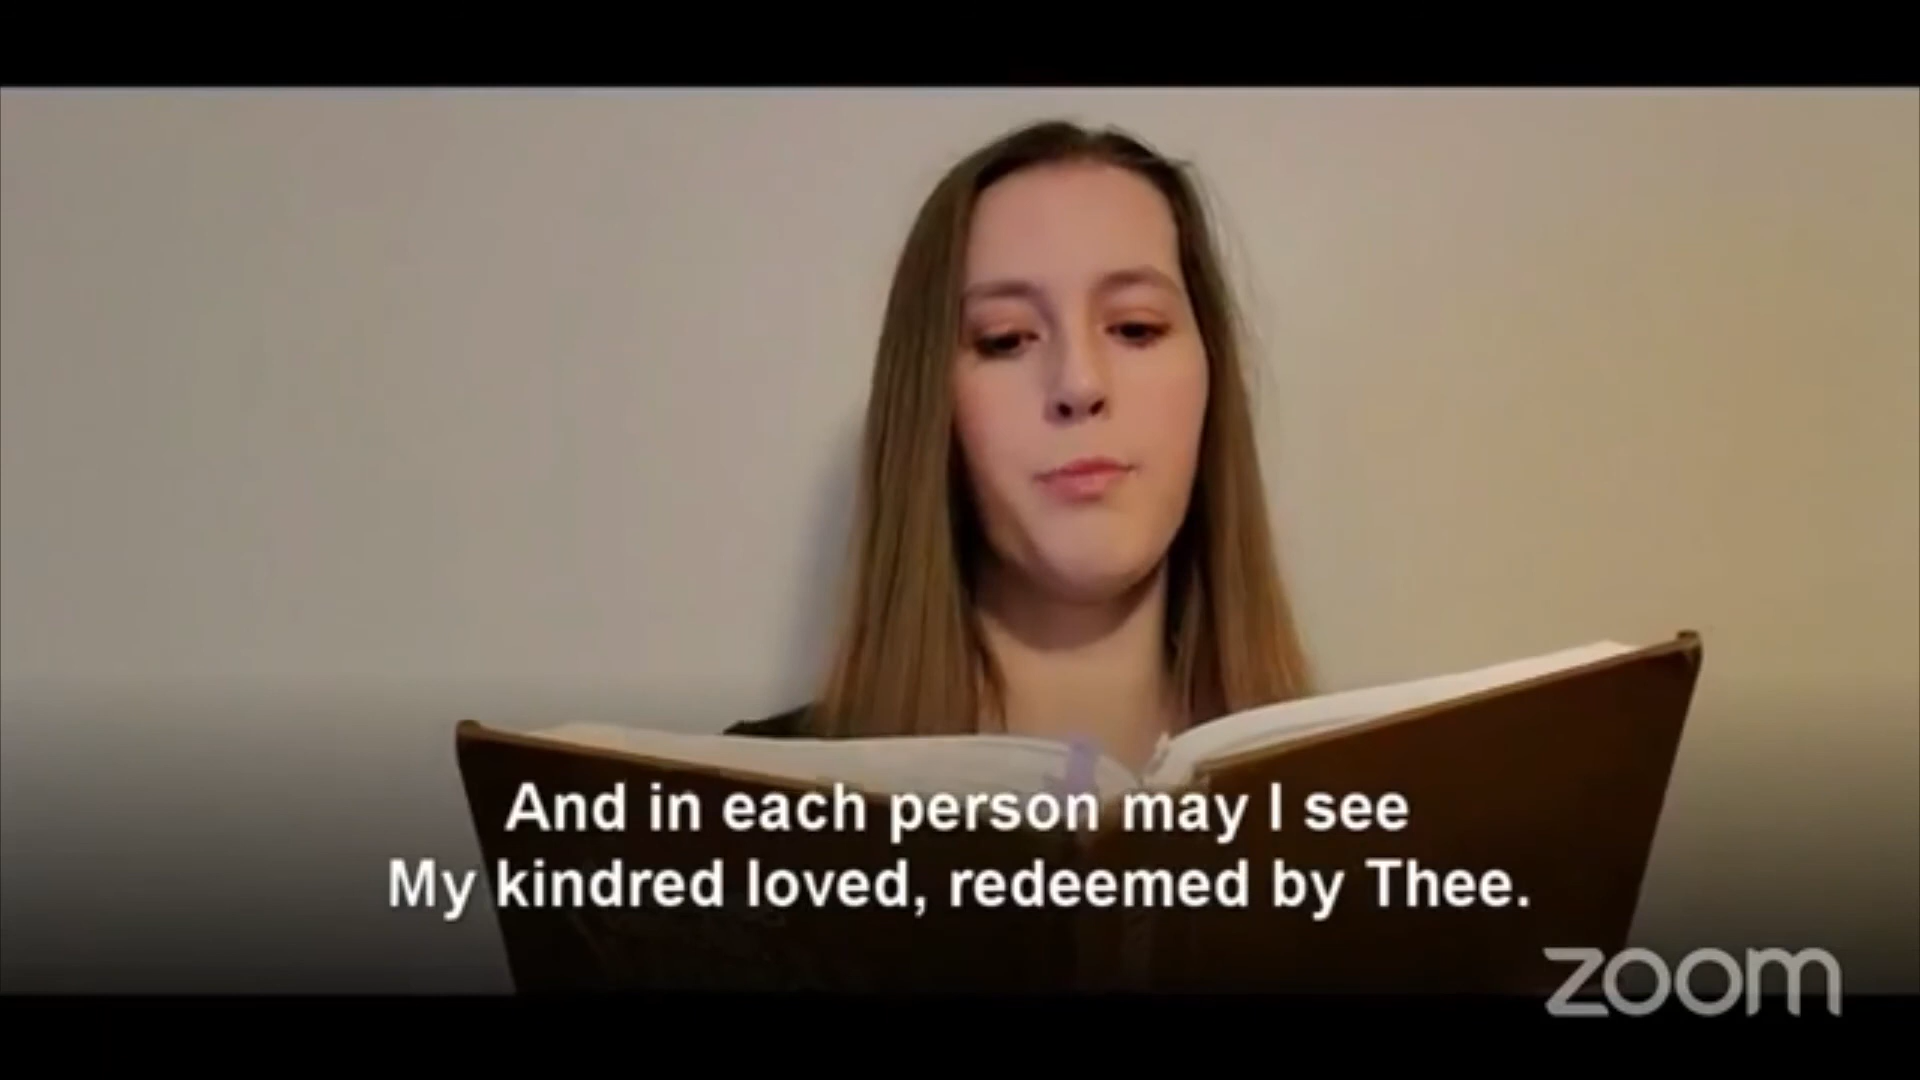 And in each person may I see
My kindred loved, redeemed by Thee.
zoom